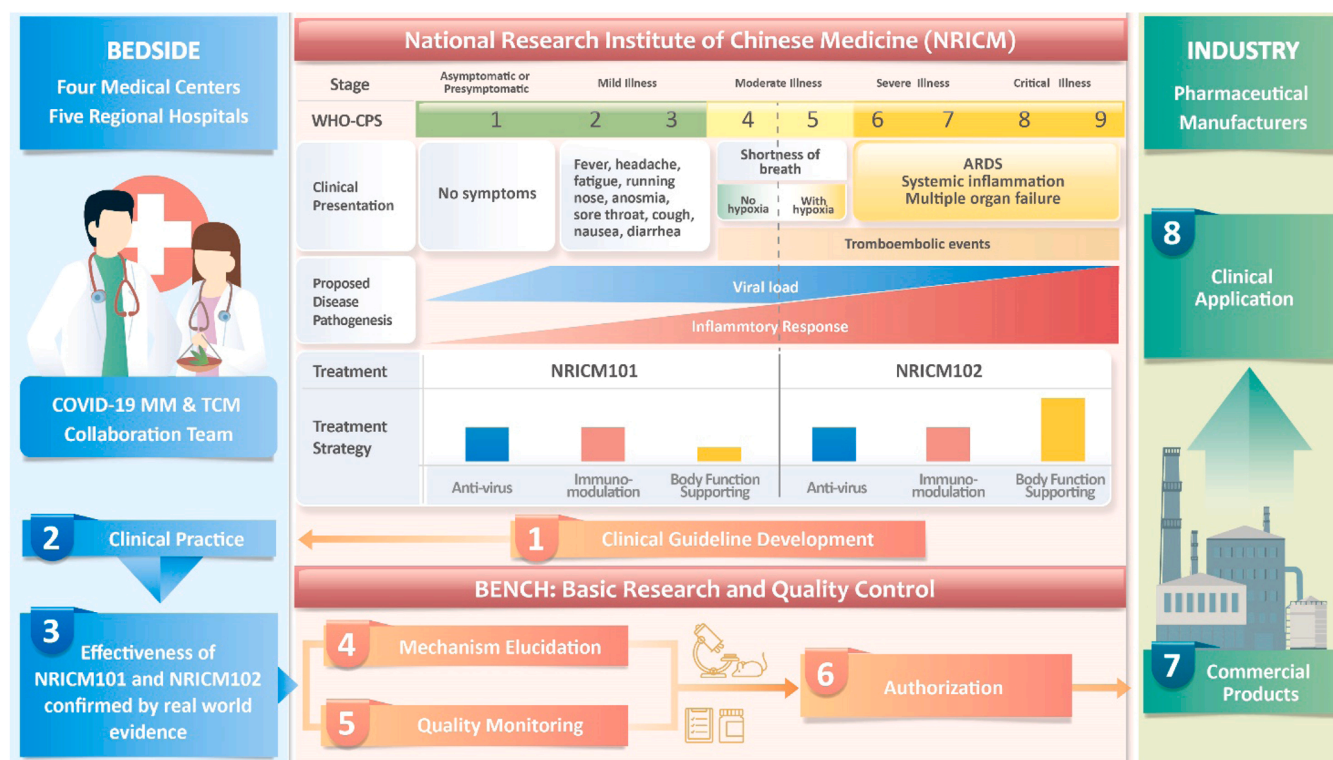 BEDSIDE
Four Medical Centers
Five Regional Hospitals
COVID-19 MM & TCM
Collaboration Team
2
Clinical Practice
3
Effectiveness of
NRICM101 and NRICM102
confirmed by real world
evidence
National Research Institute of Chinese Medicine (NRICM)
Stage
Asymptomatic or
Presymptomatic
Mild Illness
Moderate Illness
Severe Illness
Critical Illness
WHO-CPS
1 2 3 4 5 6 7 8 9
Clinical
Presentation
No symptoms
Fever, headache,
fatigue, running
nose, anosmia,
sore throat, cough,
nausea, diarrhea
Shortness of
breath
No
hypoxia
With
hypoxia
ARDS
Systemic inflammation
Multiple organ failure
Tromboembolic events
Proposed
Disease
Pathogenesis
Viral load
Inflammtory Response
Treatment
NRICM101
NRICM102
Treatment
Strategy
Anti-virus
Immuno-
modulation
Body Function
Supporting
Anti-virus
Immuno-
modulation
Body Function
Supporting
1
Clinical Guideline Development
BENCH: Basic Research and Quality Control
4
Mechanism Elucidation
5
Quality Monitoring
6
Authorization
INDUSTRY
Pharmaceutical
Manufacturers
8
Clinical
Application
7
Commercial
Products